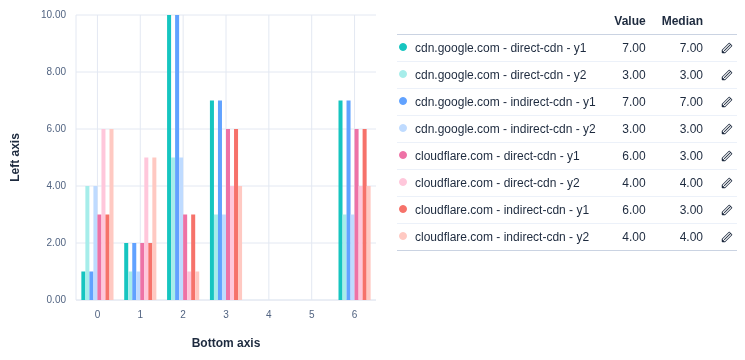 10.00
8.00
6.00
4.00
2.00
0.00
Left axis
0 1 2 3 4 5 6
Bottom axis
Value Median
cdn.google.com - direct-cdn - y1 7.00 7.00
cdn.google.com - direct-cdn - y2 3.00 3.00
cdn.google.com - indirect-cdn - y1 7.00 7.00
cdn.google.com - indirect-cdn - y2 3.00 3.00
cloudflare.com - direct-cdn - y1 6.00 3.00
cloudflare.com - direct-cdn - y2 4.00 4.00
cloudflare.com - indirect-cdn - y1 6.00 3.00
cloudflare.com - indirect-cdn - y2 4.00 4.00